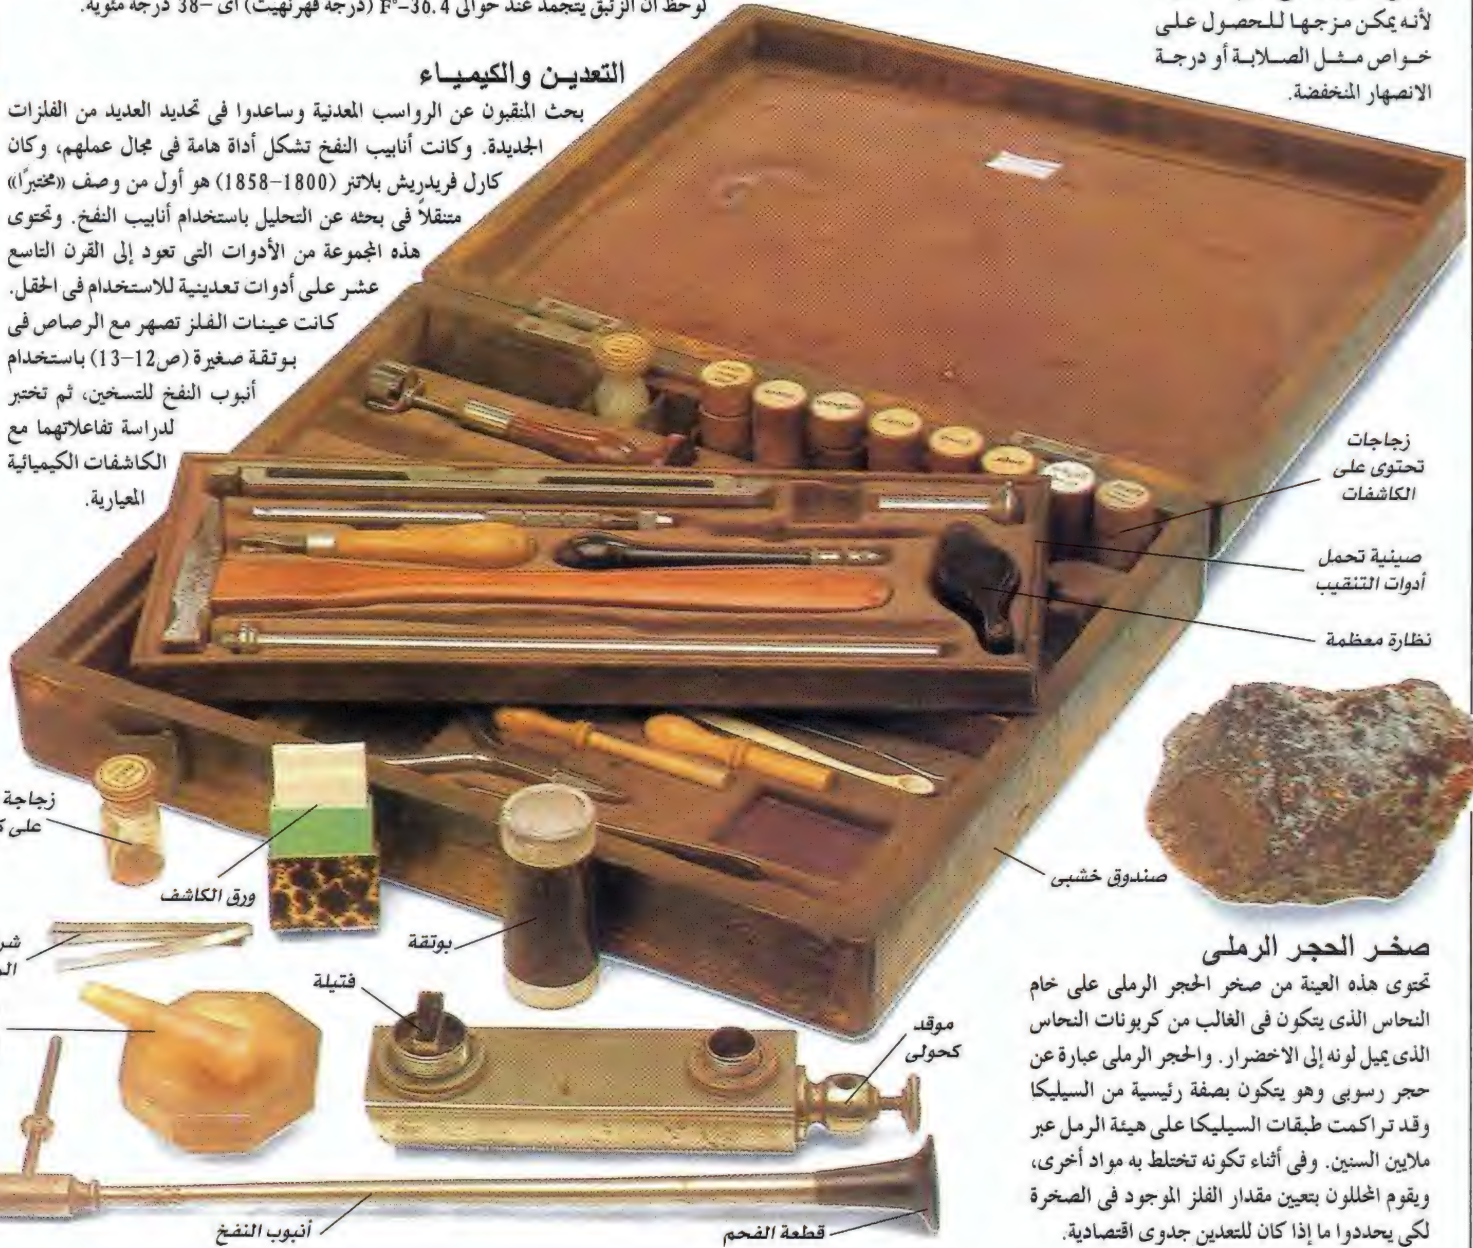 لوحظ أن الزئبق يتجمد عند حوالى 36.4–°F (درجة فهرنهيت) أى –38 درجة مئوية.
لأنه يمكن مزجها للحصول على
خواص مثل الصلابة أو درجة
الانصهار المنخفضة.
التعدين والكيمياء
بحث المنقبون عن الرواسب المعدنية وساعدوا فى تحديد العديد من الفلزات
الجديدة. وكانت أنابيب النفخ تشكل أداة هامة فى مجال عملهم، وكان
كارل فريدريش بلاتنر (1800–1858) هو أول من وصف «مختبرًا»
متنقلاً فى بحثه عن التحليل باستخدام أنابيب النفخ. وتحتوى
هذه المجموعة من الأدوات التى تعود إلى القرن التاسع
عشر على أدوات تعدينية للاستخدام فى الحقل.
كانت عينات الفلز تصهر مع الرصاص فى
بوتقة صغيرة (ص12–13) باستخدام
أنبوب النفخ للتسخين، ثم تختبر
لدراسة تفاعلاتهما مع
الكاشفات الكيميائية
المعيارية.
زجاجات
تحتوى على
الكاشفات
صينية تحمل
أدوات التنقيب
نظارة معظمة
زجاجة
على
ورق الكاشف
صندوق خشبى
بوتقة
فتيلة
موقد
كحولى
أنبوب النفخ
قطعة الفحم
صخر الحجر الرملى
تحتوى هذه العينة من صخر الحجر الرملى على خام
النحاس الذى يتكون فى الغالب من كربونات النحاس
الذى يميل لونه إلى الاخضرار. والحجر الرملى عبارة عن
حجر رسوبى وهو يتكون بصفة رئيسية من السيليكا
وقد تراكمت طبقات السيليكا على هيئة الرمل عبر
ملايين السنين. وفى أثناء تكونه تختلط به مواد أخرى،
ويقوم المحللون بتعيين مقدار الفلز الموجود فى الصخرة
لكى يحددوا ما إذا كان للتعدين جدوى اقتصادية.